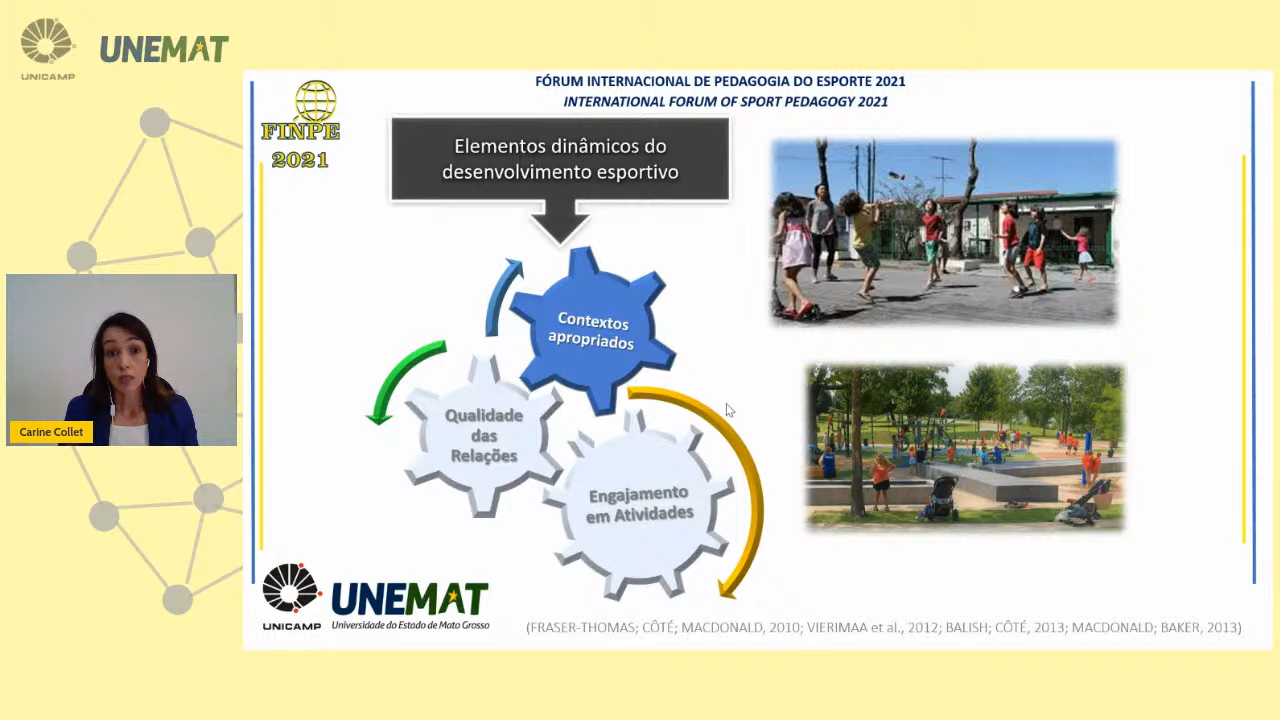 UNICAMP
UNEMAT
FÓRUM INTERNACIONAL DE PEDAGOGIA DO ESPORTE 2021
INTERNATIONAL FORUM OF SPORT PEDAGOGY 2021
FINPE
2021
Elementos dinâmicos do
desenvolvimento esportivo
Contextos
apropriados
Qualidade
das
Relações
Engajamento
em Atividades
Carine Collet
UNICAMP
UNEMAT
Universidade do Estado de Mato Grosso
(FRASER-THOMAS; CÔTÉ; MACDONALD, 2010; VIERIMAA et al., 2012; BALISH; CÔTÉ, 2013; MACDONALD; BAKER, 2013)